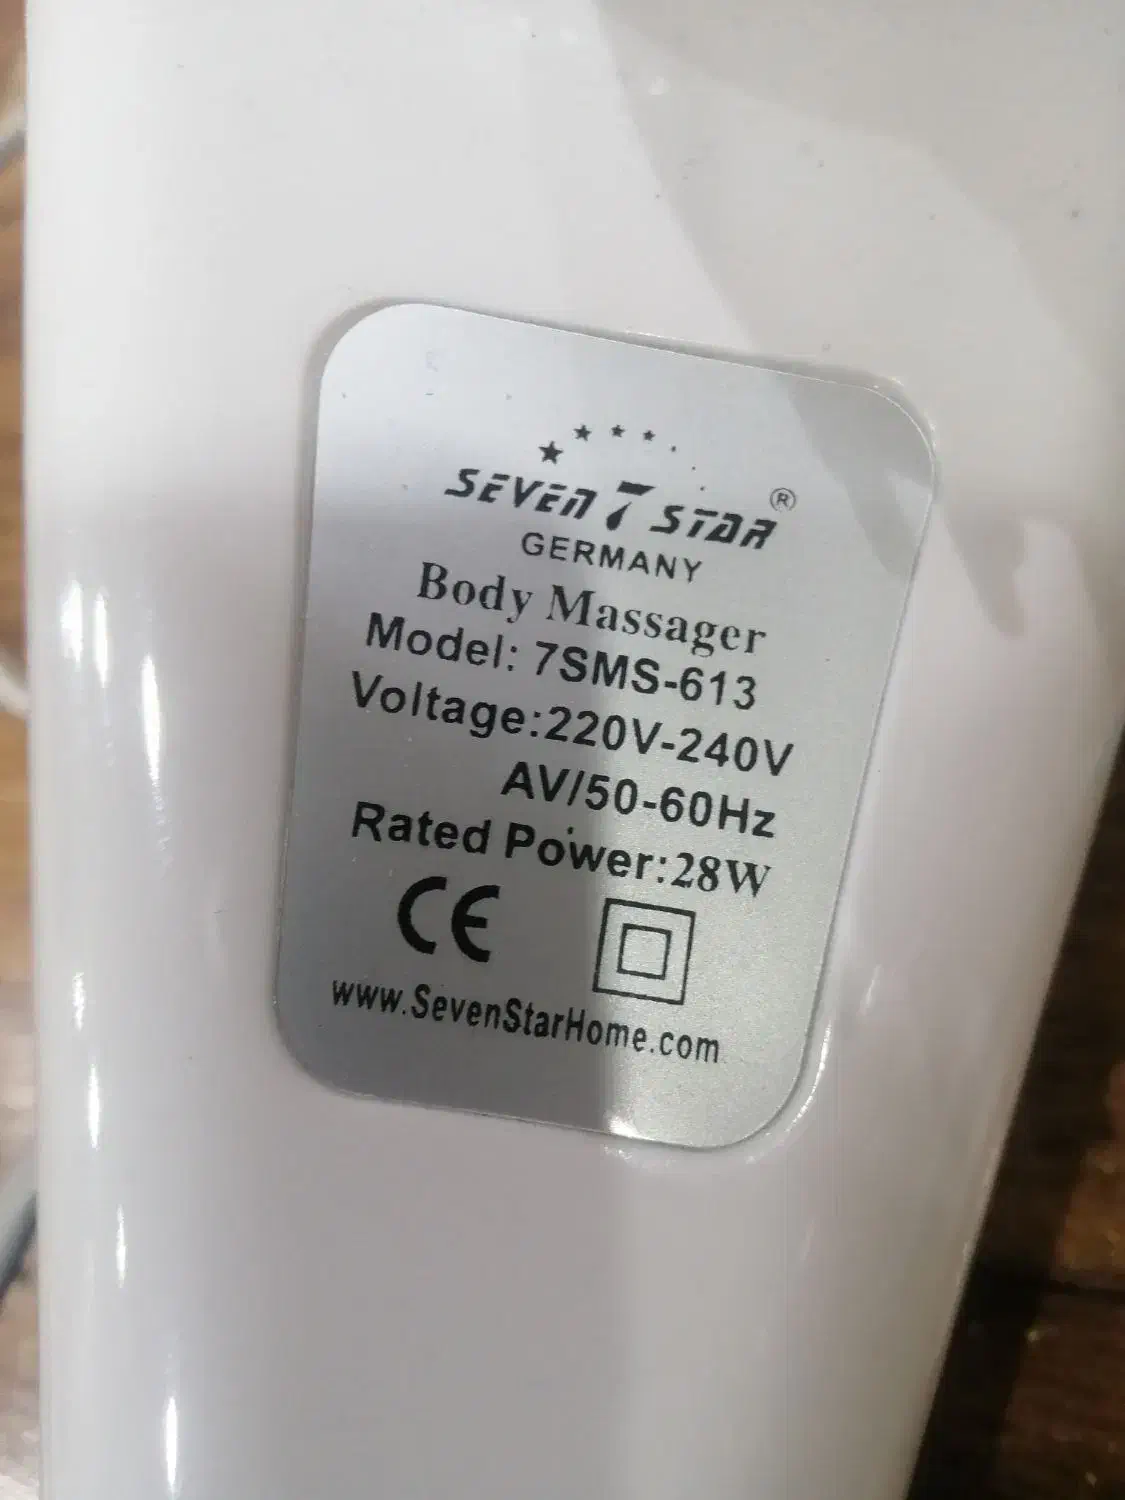 SEVEN 7 STAR ®
GERMANY
Body Massager
Model: 7SMS-613
Voltage:220V-240V
AV/50-60Hz
Rated Power:28W
CE
www.SevenStarHome.com